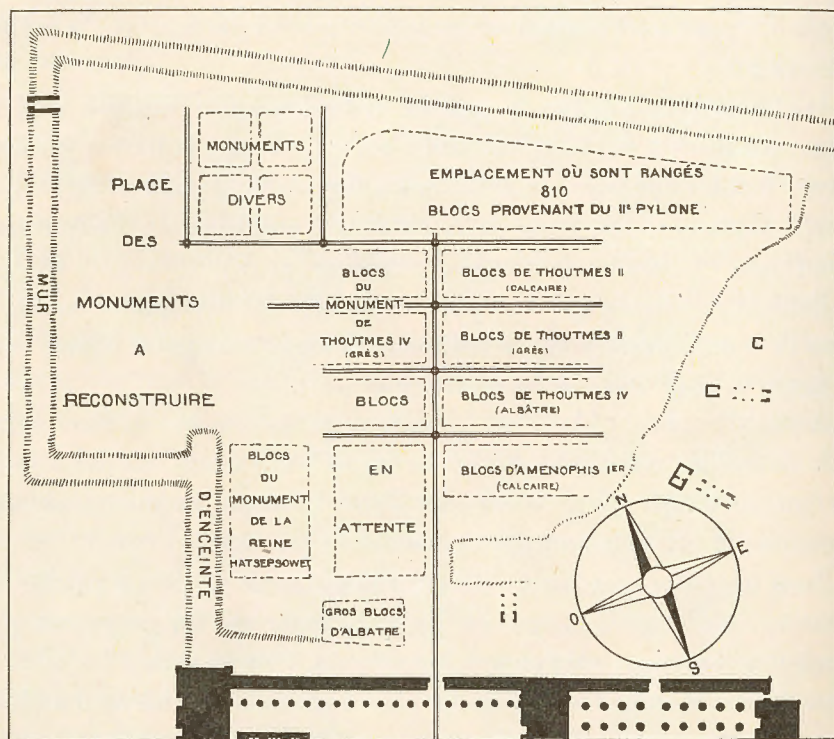 MONUMENTS
DIVERS
EMPLACEMENT OÙ SONT RANGÉS
810
BLOCS PROVENANT DU IIE PYLONE
PLACE
DES
MONUMENTS
A
RECONSTRUIRE
MUR
D'ENCEINTE
BLOCS
DU
MONUMENT
DE
THOUTMES IV
(GRÈS)
BLOCS DE THOUTMES II
(CALCAIRE)
BLOCS DE THOUTMES II
(GRÈS)
BLOCS DE THOUTMES IV
(ALBÂTRE)
BLOCS D'AMENOPHIS IER
(CALCAIRE)
BLOCS
EN
ATTENTE
BLOCS
DU
MONUMENT
DE LA
REINE
HATSEPSOWET
GROS BLOCS
D'ALBATRE
N
E
O
S